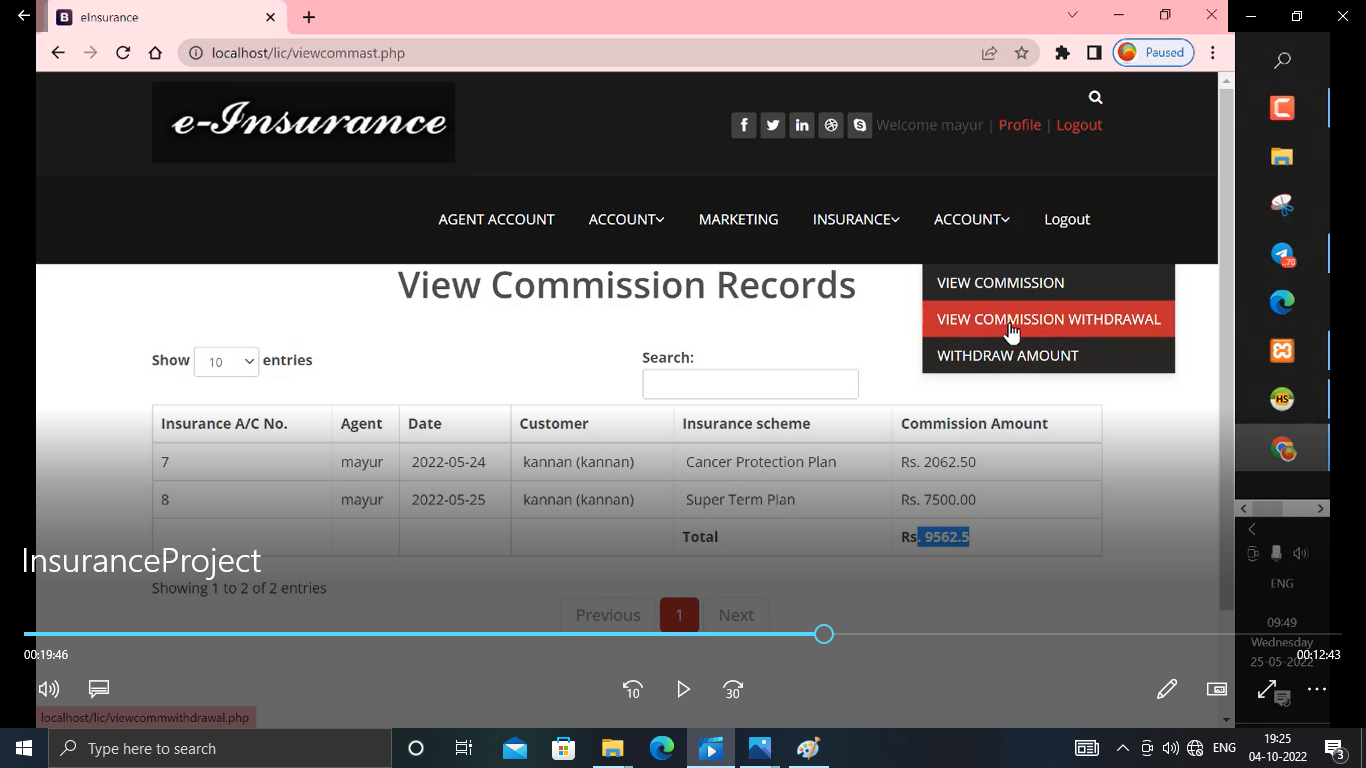 eInsurance
localhost/lic/viewcommast.php
Paused
e-Insurance
Welcome mayur | Profile | Logout
AGENT ACCOUNT ACCOUNT MARKETING INSURANCE ACCOUNT Logout
View Commission Records
VIEW COMMISSION
VIEW COMMISSION WITHDRAWAL
WITHDRAW AMOUNT
Show 10 entries
Search:
Insurance A/C No. Agent Date Customer Insurance scheme Commission Amount
7 mayur 2022-05-24 kannan (kannan) Cancer Protection Plan Rs. 2062.50
8 mayur 2022-05-25 kannan (kannan) Super Term Plan Rs. 7500.00
Total Rs. 9562.5
InsuranceProject
Showing 1 to 2 of 2 entries
Previous 1 Next
ENG
09:49
Wednesday
25-05-2022
00:19:46
00:12:43
10
30
localhost/lic/viewcommwithdrawal.php
Type here to search
ENG
19:25
04-10-2022
3